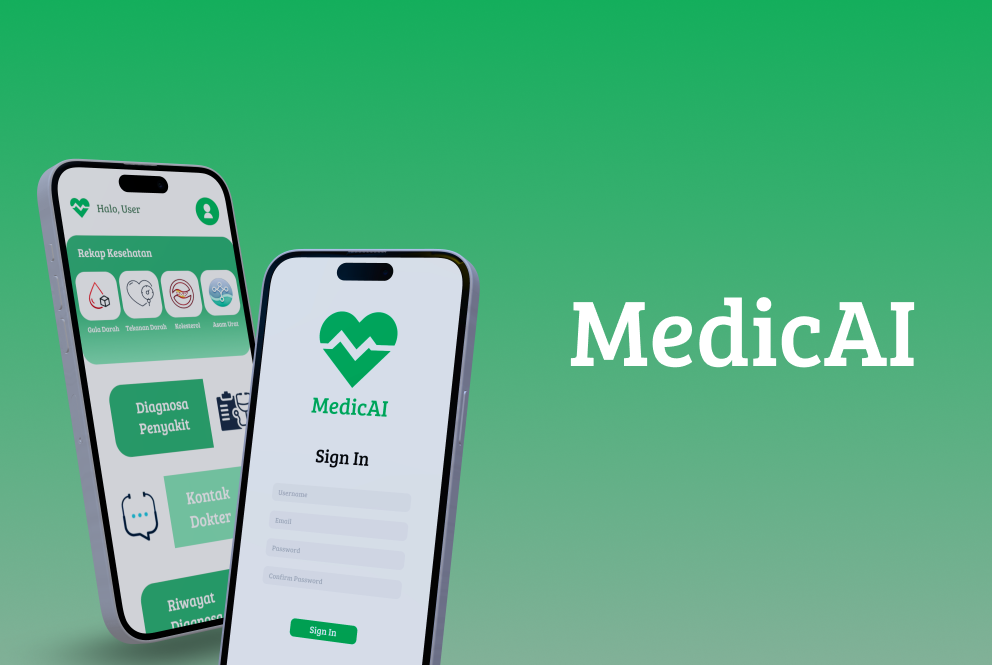 Halo, User
Rekap Kesehatan
Gula Darah
Tekanan Darah
Kolesterol
Asam Urat
Diagnosa
Penyakit
Kontak
Dokter
Riwayat
Diagnosa
MedicAI
Sign In
Username
Email
Password
Confirm Password
Sign In
MedicAI